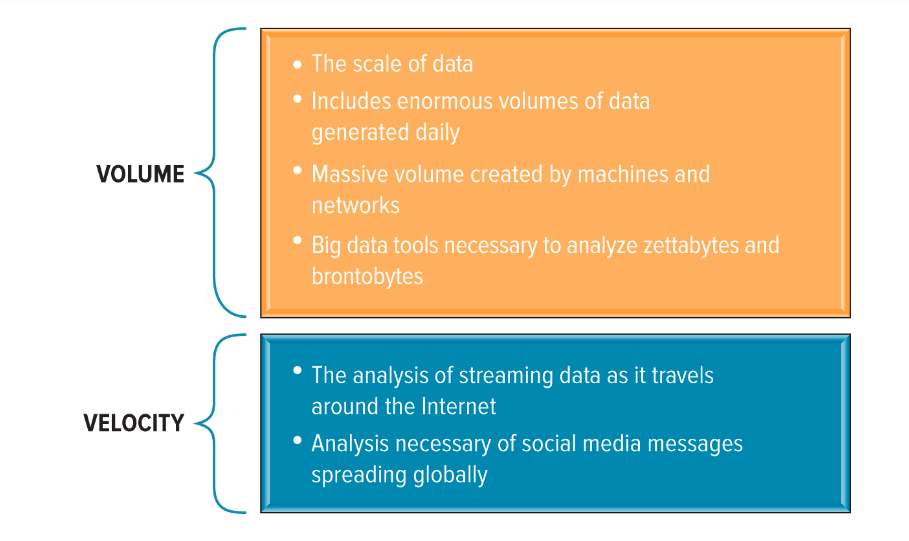 VOLUME
• The scale of data
• Includes enormous volumes of data
generated daily
• Massive volume created by machines and
networks
• Big data tools necessary to analyze zettabytes and
brontobytes
VELOCITY
• The analysis of streaming data as it travels
around the Internet
• Analysis necessary of social media messages
spreading globally